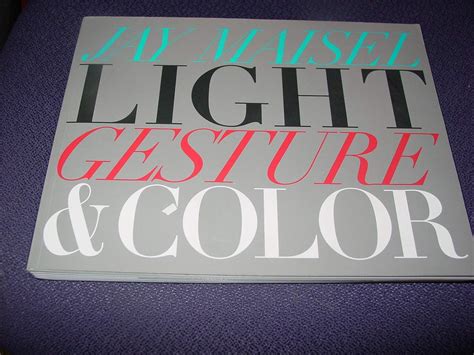 JAY MAISEL
LIGHT
GESTURE
& COLOR